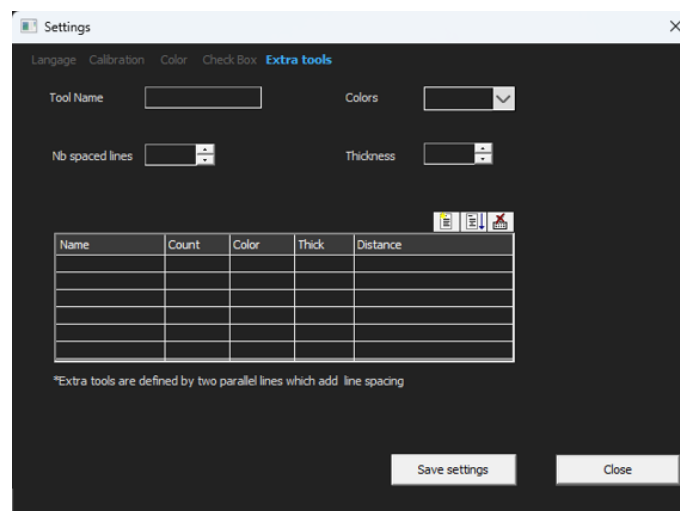 Settings
Langage Calibration Color Check Box Extra tools
Tool Name Colors
Nb spaced lines Thickness
Name Count Color Thick Distance
*Extra tools are defined by two parallel lines which add line spacing
Save settings Close